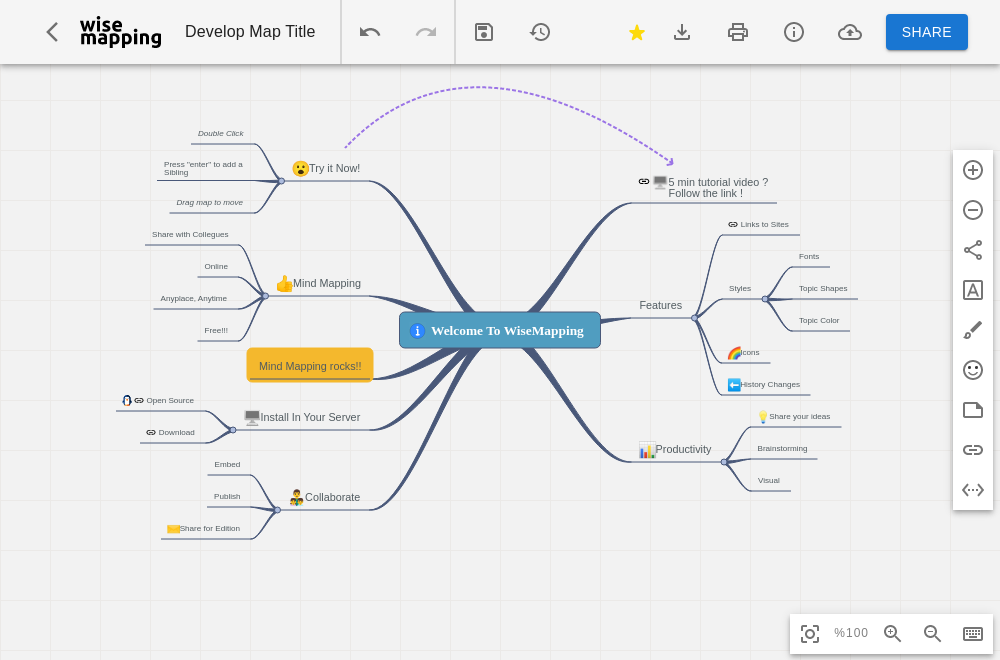 wise
mapping
Develop Map Title
SHARE
Double Click
Press "enter" to add a
Sibling
Drag map to move
Try it Now!
Share with Collegues
Online
Anyplace, Anytime
Free!!!
Mind Mapping
Mind Mapping rocks!!
Open Source
Download
Install In Your Server
Embed
Publish
Share for Edition
Collaborate
Welcome To WiseMapping
5 min tutorial video ?
Follow the link !
Features
Links to Sites
Styles
Fonts
Topic Shapes
Topic Color
Icons
History Changes
Productivity
Share your ideas
Brainstorming
Visual
%100